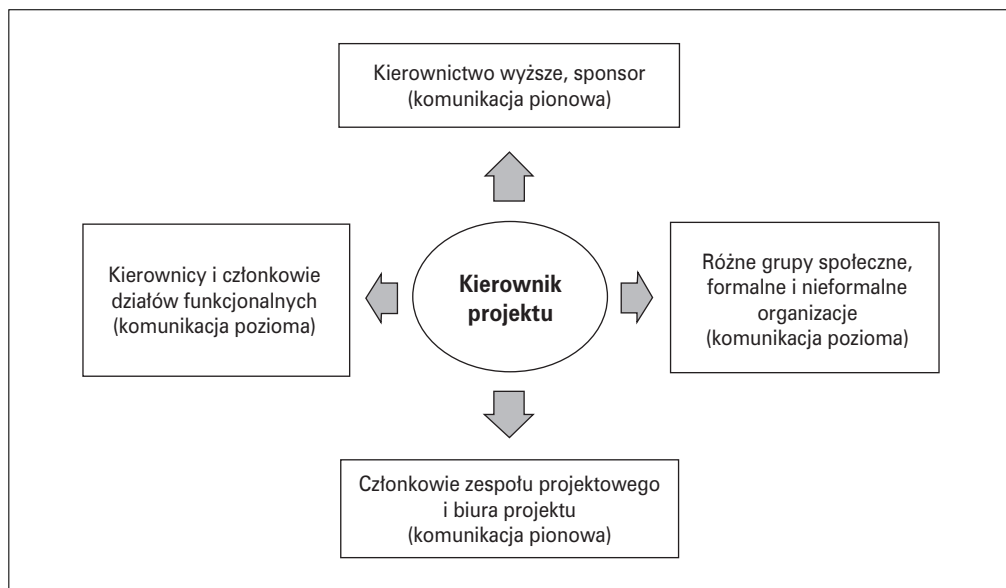 Kierownictwo wyższe, sponsor
(komunikacja pionowa)
Kierownicy i członkowie
działów funkcjonalnych
(komunikacja pozioma)
Kierownik
projektu
Różne grupy społeczne,
formalne i nieformalne
organizacje
(komunikacja pozioma)
Członkowie zespołu projektowego
i biura projektu
(komunikacja pionowa)